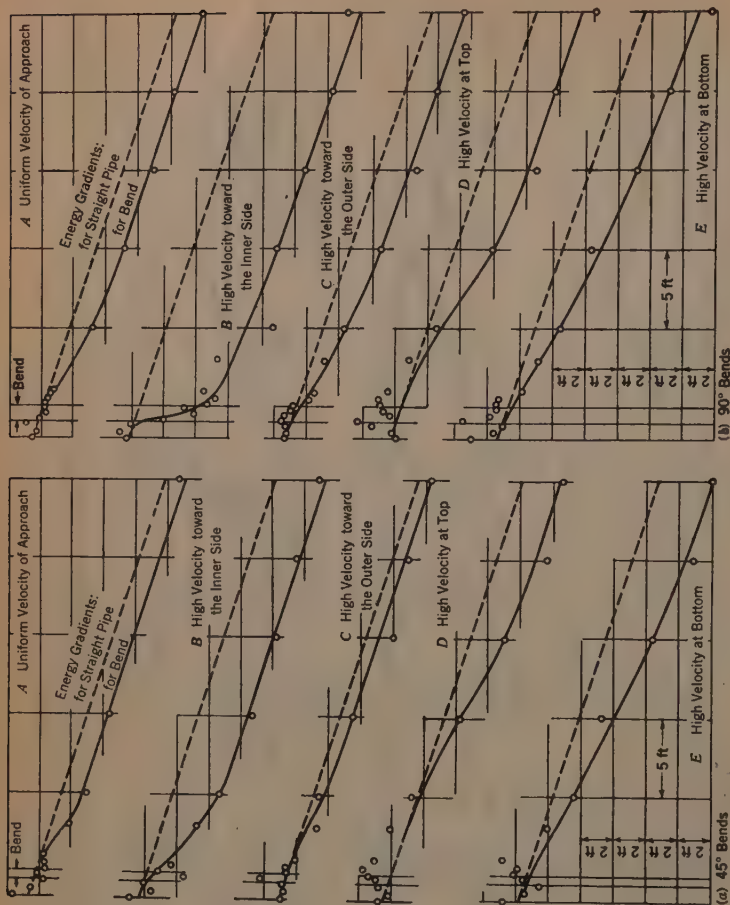 A Uniform Velocity of Approach
Energy Gradients:
for Straight Pipe
for Bend
Bend
B High Velocity toward
the Inner Side
C High Velocity toward
the Outer Side
D High Velocity at Top
E High Velocity at Bottom
5 ft
2 ft
2 ft
2 ft
2 ft
2 ft
(b) 90° Bends
A Uniform Velocity of Approach
Energy Gradients:
for Straight Pipe
for Bend
Bend
B High Velocity toward
the Inner Side
C High Velocity toward
the Outer Side
D High Velocity at Top
E High Velocity at Bottom
5 ft
2 ft
2 ft
2 ft
2 ft
(a) 45° Bends